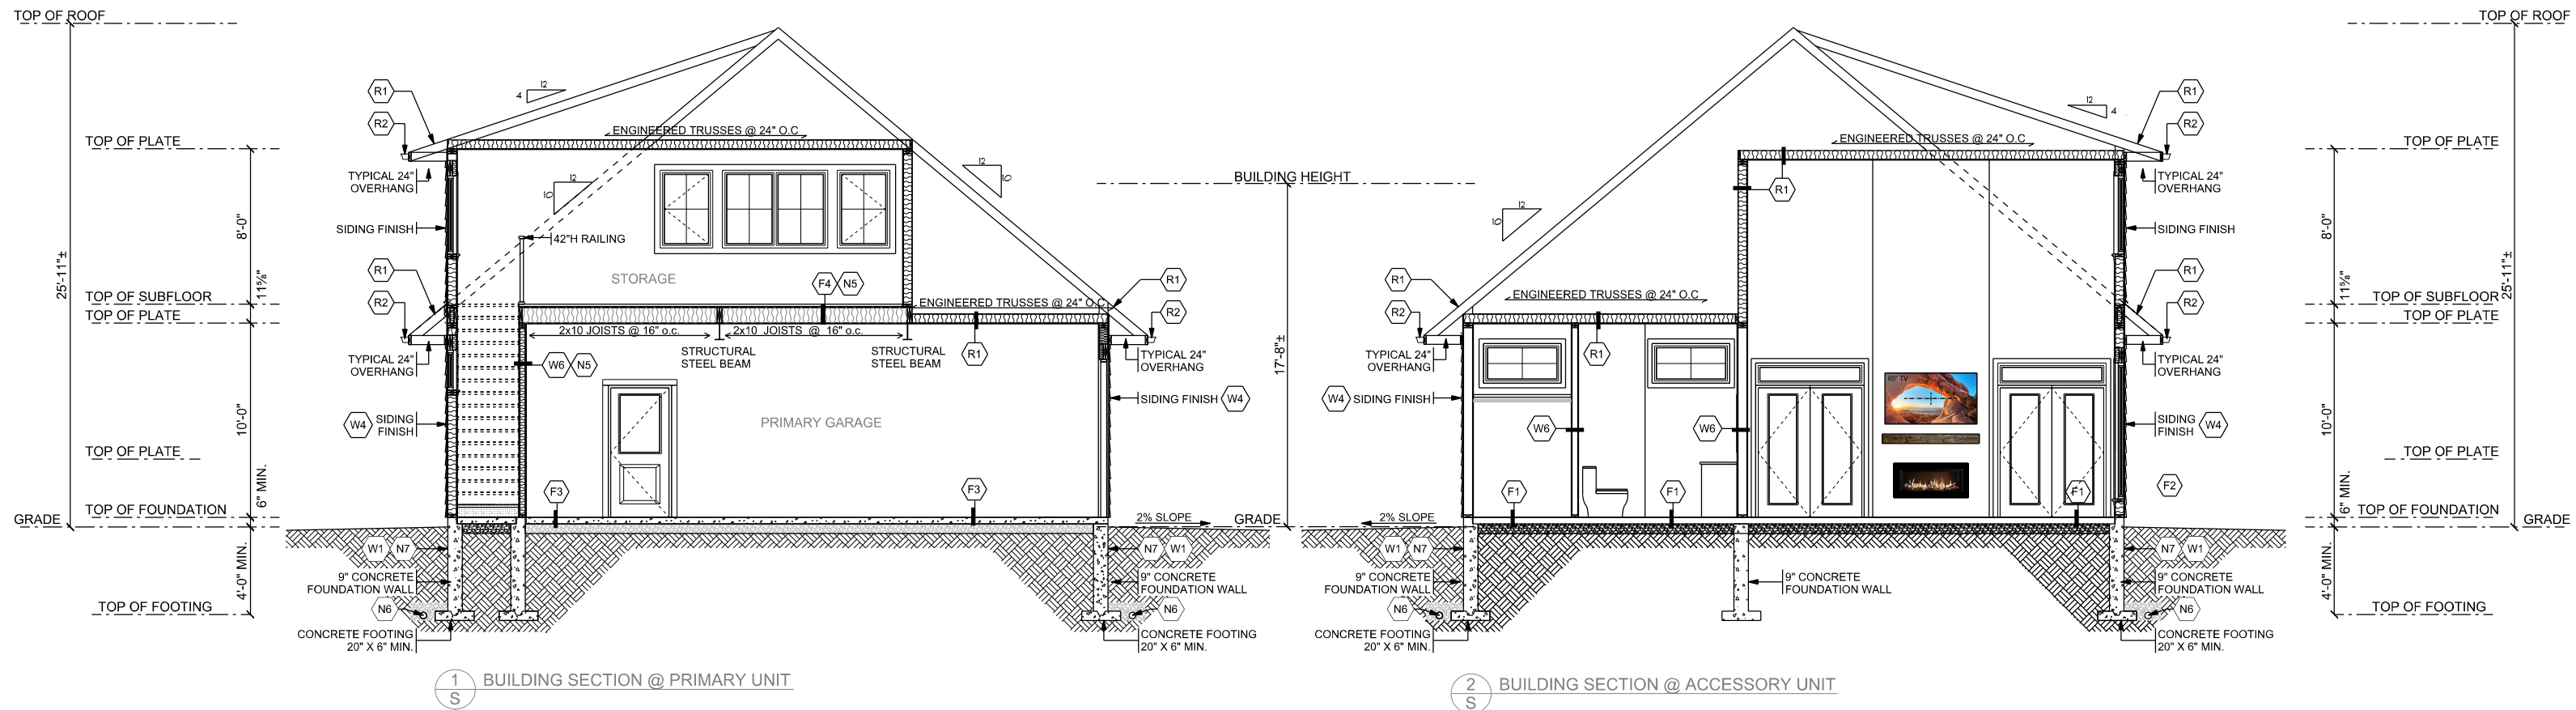 TOP OF ROOF
25'-11"±
TOP OF PLATE
8'-0"
TOP OF SUBFLOOR
11⅝"
TOP OF PLATE
10'-0"
TOP OF PLATE
6" MIN.
TOP OF FOUNDATION
GRADE
4'-0" MIN.
TOP OF FOOTING
R1
R2
TYPICAL 24"
OVERHANG
SIDING FINISH
R1
R2
TYPICAL 24"
OVERHANG
W4
SIDING
FINISH
W1
N7
9" CONCRETE
FOUNDATION WALL
N6
CONCRETE FOOTING
20" X 6" MIN.
12
4
ENGINEERED TRUSSES @ 24" O.C
12
10
12
10
42"H RAILING
STORAGE
F4
N5
ENGINEERED TRUSSES @ 24" O.C
2x10 JOISTS @ 16" o.c.
2x10 JOISTS @ 16" o.c.
STRUCTURAL
STEEL BEAM
STRUCTURAL
STEEL BEAM
R1
W6
N5
PRIMARY GARAGE
F3
F3
R1
R2
TYPICAL 24"
OVERHANG
SIDING FINISH
W4
2% SLOPE
GRADE
N7
W1
9" CONCRETE
FOUNDATION WALL
N6
CONCRETE FOOTING
20" X 6" MIN.
1
S
BUILDING SECTION @ PRIMARY UNIT
BUILDING HEIGHT
17'-8"±
R1
R2
TYPICAL 24"
OVERHANG
W4
SIDING FINISH
2% SLOPE
W1
N7
9" CONCRETE
FOUNDATION WALL
N6
CONCRETE FOOTING
20" X 6" MIN.
12
10
12
4
ENGINEERED TRUSSES @ 24" O.C
R1
ENGINEERED TRUSSES @ 24" O.C
R1
W6
W6
65" TV
F1
F1
F1
9" CONCRETE
FOUNDATION WALL
R1
R2
TYPICAL 24"
OVERHANG
SIDING FINISH
R1
R2
TYPICAL 24"
OVERHANG
SIDING
FINISH
W4
F2
N7
W1
9" CONCRETE
FOUNDATION WALL
N6
CONCRETE FOOTING
20" X 6" MIN.
TOP OF ROOF
25'-11"±
TOP OF PLATE
8'-0"
11⅝"
TOP OF SUBFLOOR
TOP OF PLATE
10'-0"
TOP OF PLATE
6" MIN.
TOP OF FOUNDATION
GRADE
4'-0" MIN.
TOP OF FOOTING
2
S
BUILDING SECTION @ ACCESSORY UNIT